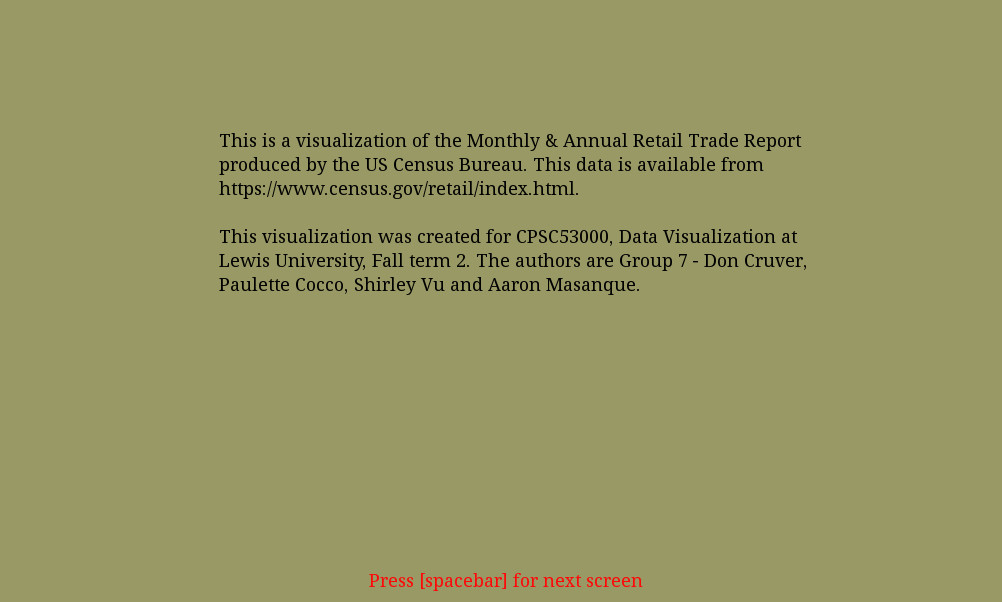 This is a visualization of the Monthly & Annual Retail Trade Report
produced by the US Census Bureau. This data is available from
https://www.census.gov/retail/index.html.
This visualization was created for CPSC53000, Data Visualization at
Lewis University, Fall term 2. The authors are Group 7 - Don Cruver,
Paulette Cocco, Shirley Vu and Aaron Masanque.
Press [spacebar] for next screen